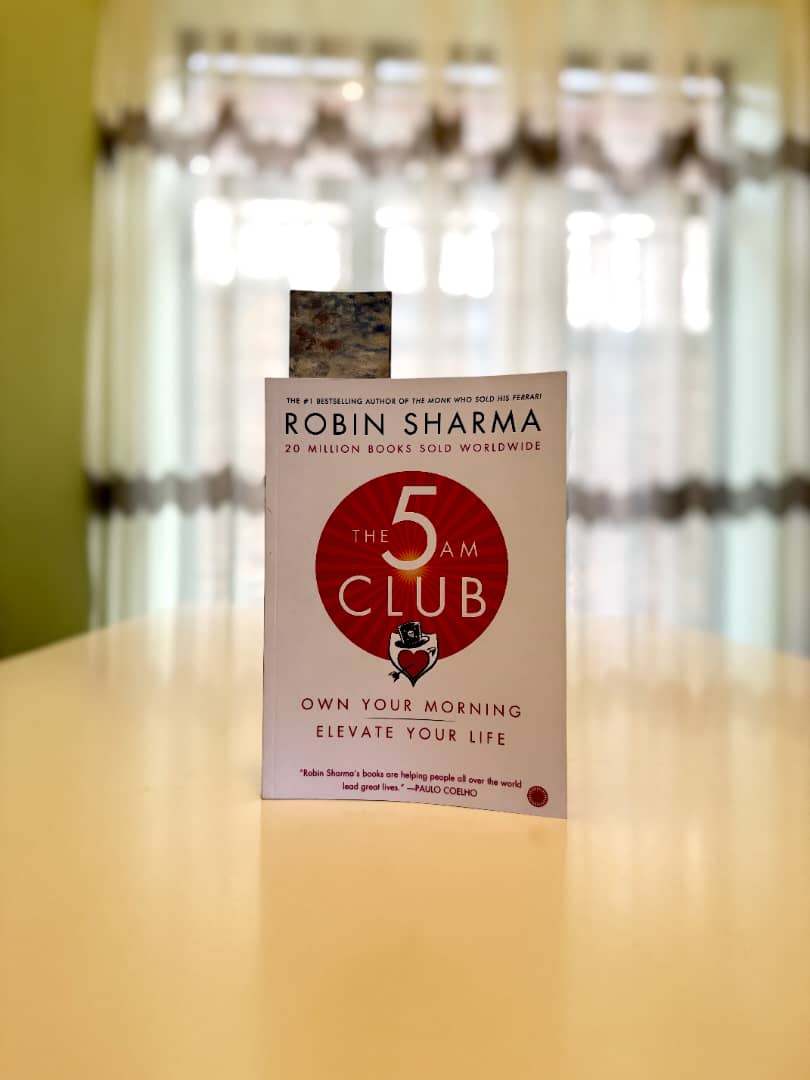 THE #1 BESTSELLING AUTHOR OF THE MONK WHO SOLD HIS FERRARI
ROBIN SHARMA
20 MILLION BOOKS SOLD WORLDWIDE
THE 5 AM
CLUB
OWN YOUR MORNING
ELEVATE YOUR LIFE
"Robin Sharma's books are helping people all over the world
lead great lives." —PAULO COELHO